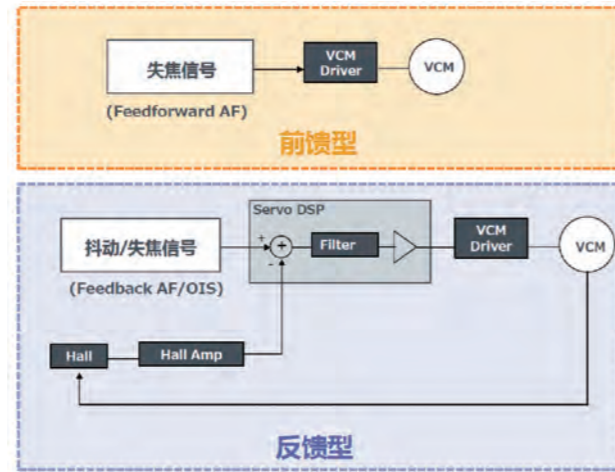 失焦信号
VCM
Driver
VCM
(Feedforward AF)
前馈型
Servo DSP
抖动/失焦信号
+
+
-
Filter
VCM
Driver
VCM
(Feedback AF/OIS)
Hall
Hall Amp
反馈型